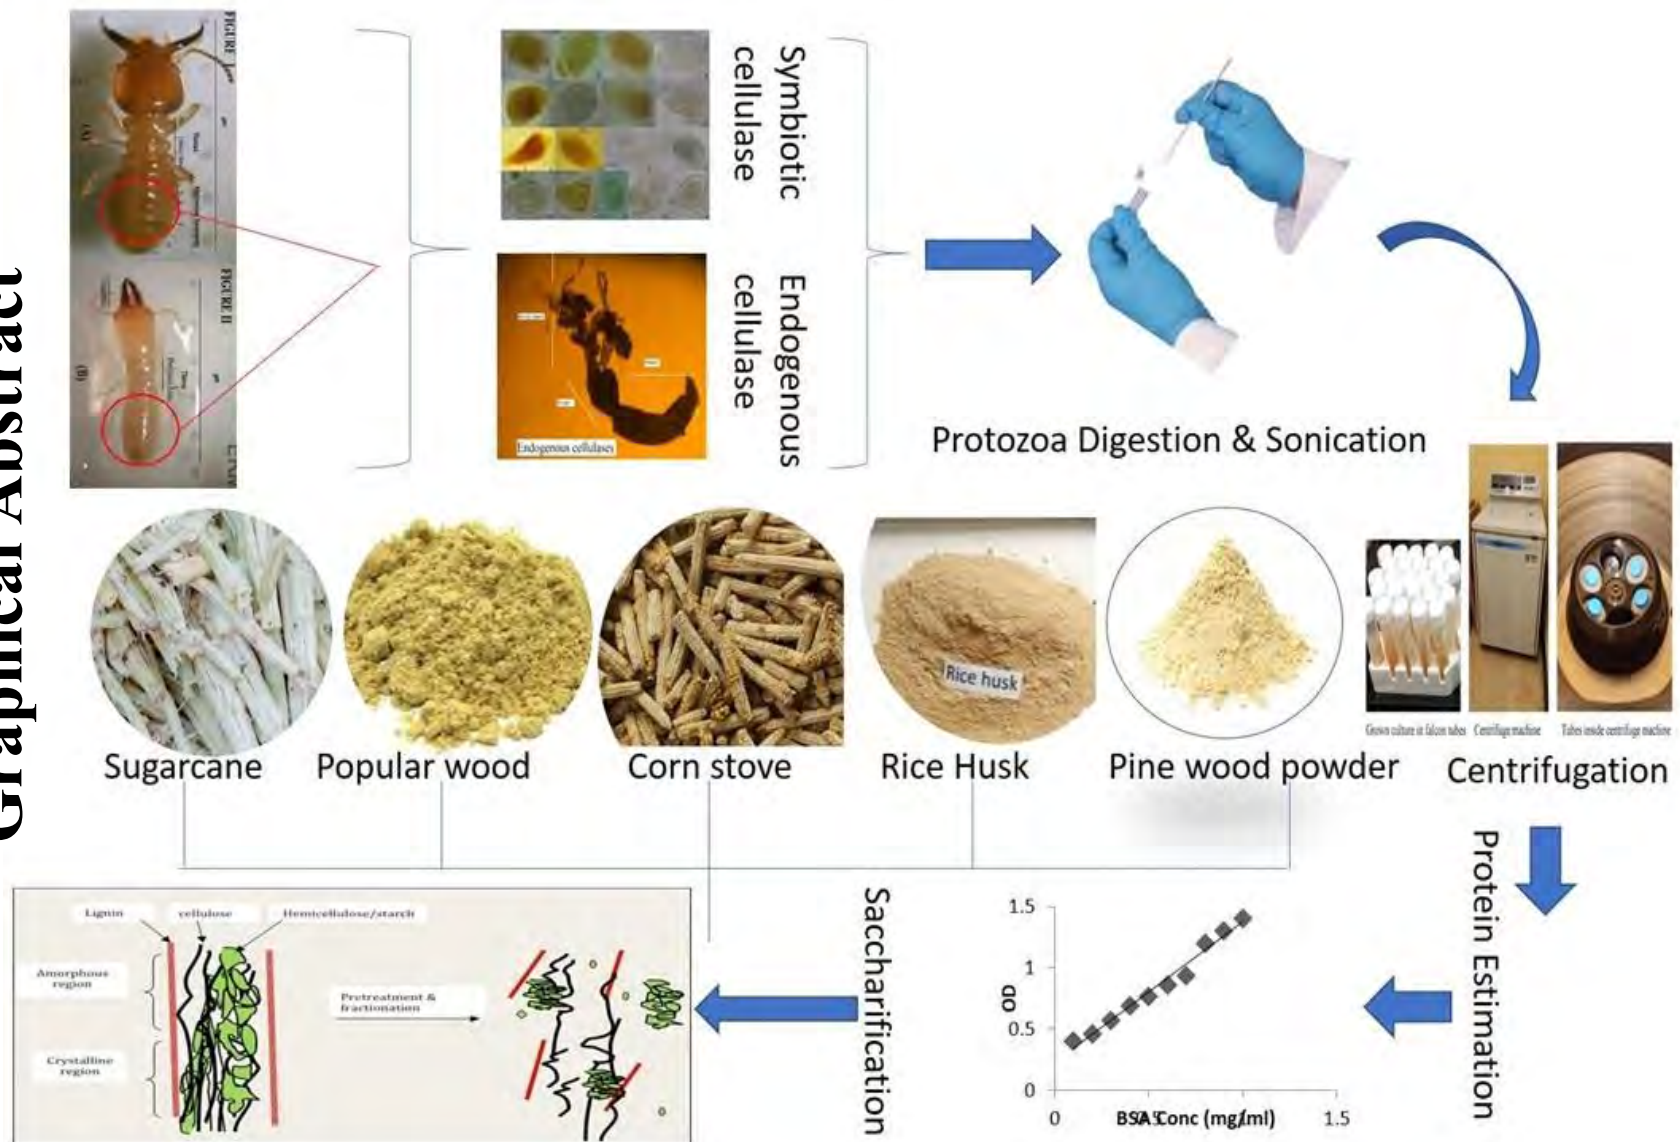 Graphical Abstract
FIGURE I
(A)
FIGURE II
(B)
Symbiotic
cellulase
Endogenous
cellulase
Endogenous cellulases
Protozoa Digestion & Sonication
Rice husk
Grown culture in falcon tubes
Centrifuge machine
Tubes inside centrifuge machine
Sugarcane
Popular wood
Corn stove
Rice Husk
Pine wood powder
Centrifugation
Protein Estimation
Saccharification
Lignin
cellulose
Hemicellulose/starch
Amorphous
region
Crystalline
region
Pretreatment &
fractionation
1.5
1
0.5
0
OD
0
0.5
1
1.5
BSA Conc (mg/ml)